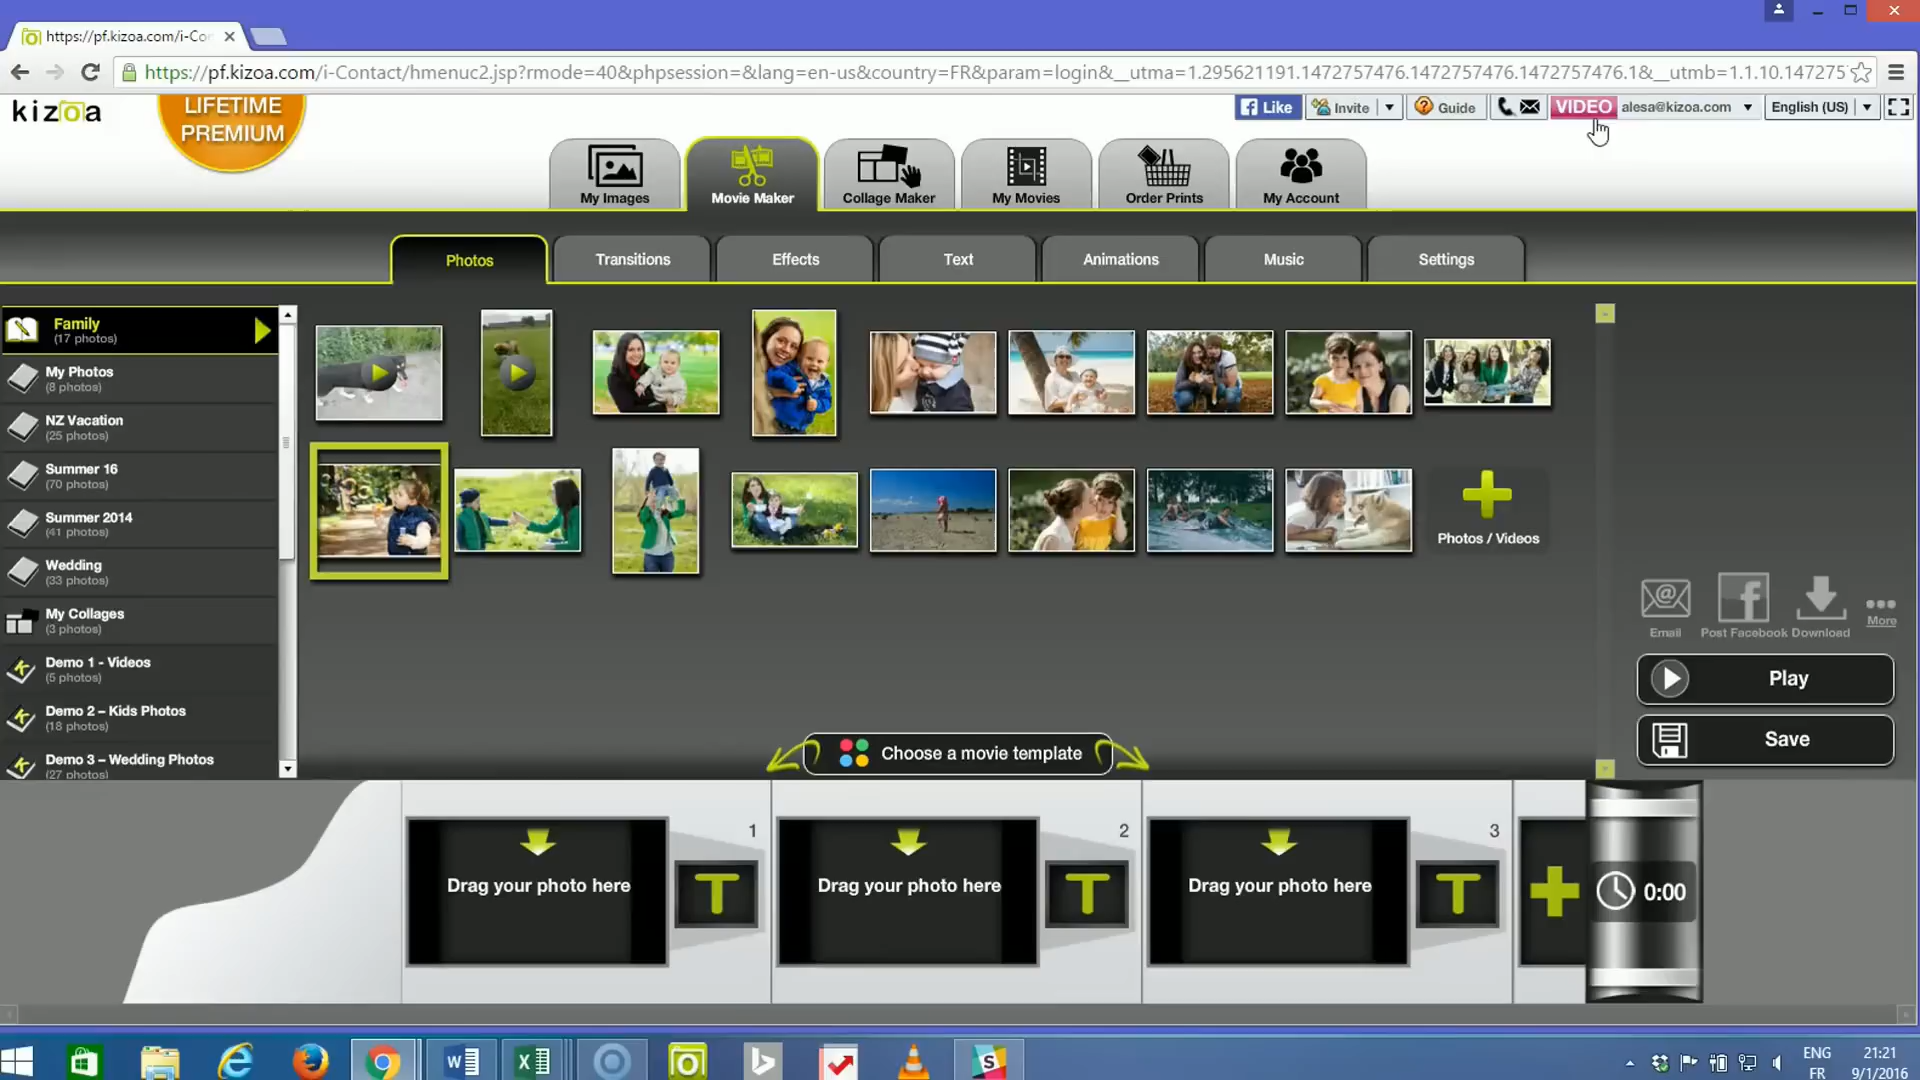 https://pf.kizoa.com/i-Cor
https://pf.kizoa.com/i-Contact/hmenuc2.jsp?rmode=40&phpsession=&lang=en-us&country=FR&param=login&__utma=1.295621191.1472757476.1472757476.1472757476.1&__utmb=1.1.10.147275
kizoa
LIFETIME
PREMIUM
Like
Invite
Guide
VIDEO
alesa@kizoa.com
English (US)
My Images
Movie Maker
Collage Maker
My Movies
Order Prints
My Account
Photos
Transitions
Effects
Text
Animations
Music
Settings
Family
(17 photos)
My Photos
(8 photos)
NZ Vacation
(25 photos)
Summer 16
(70 photos)
Summer 2014
(41 photos)
Wedding
(33 photos)
My Collages
(3 photos)
Demo 1 - Videos
(5 photos)
Demo 2 – Kids Photos
(18 photos)
Demo 3 – Wedding Photos
(27 photos)
Photos / Videos
Email
Post Facebook
Download
More
Play
Save
Choose a movie template
1
Drag your photo here
T
2
Drag your photo here
T
3
Drag your photo here
T
0:00
ENG
FR
21:21
9/1/2016